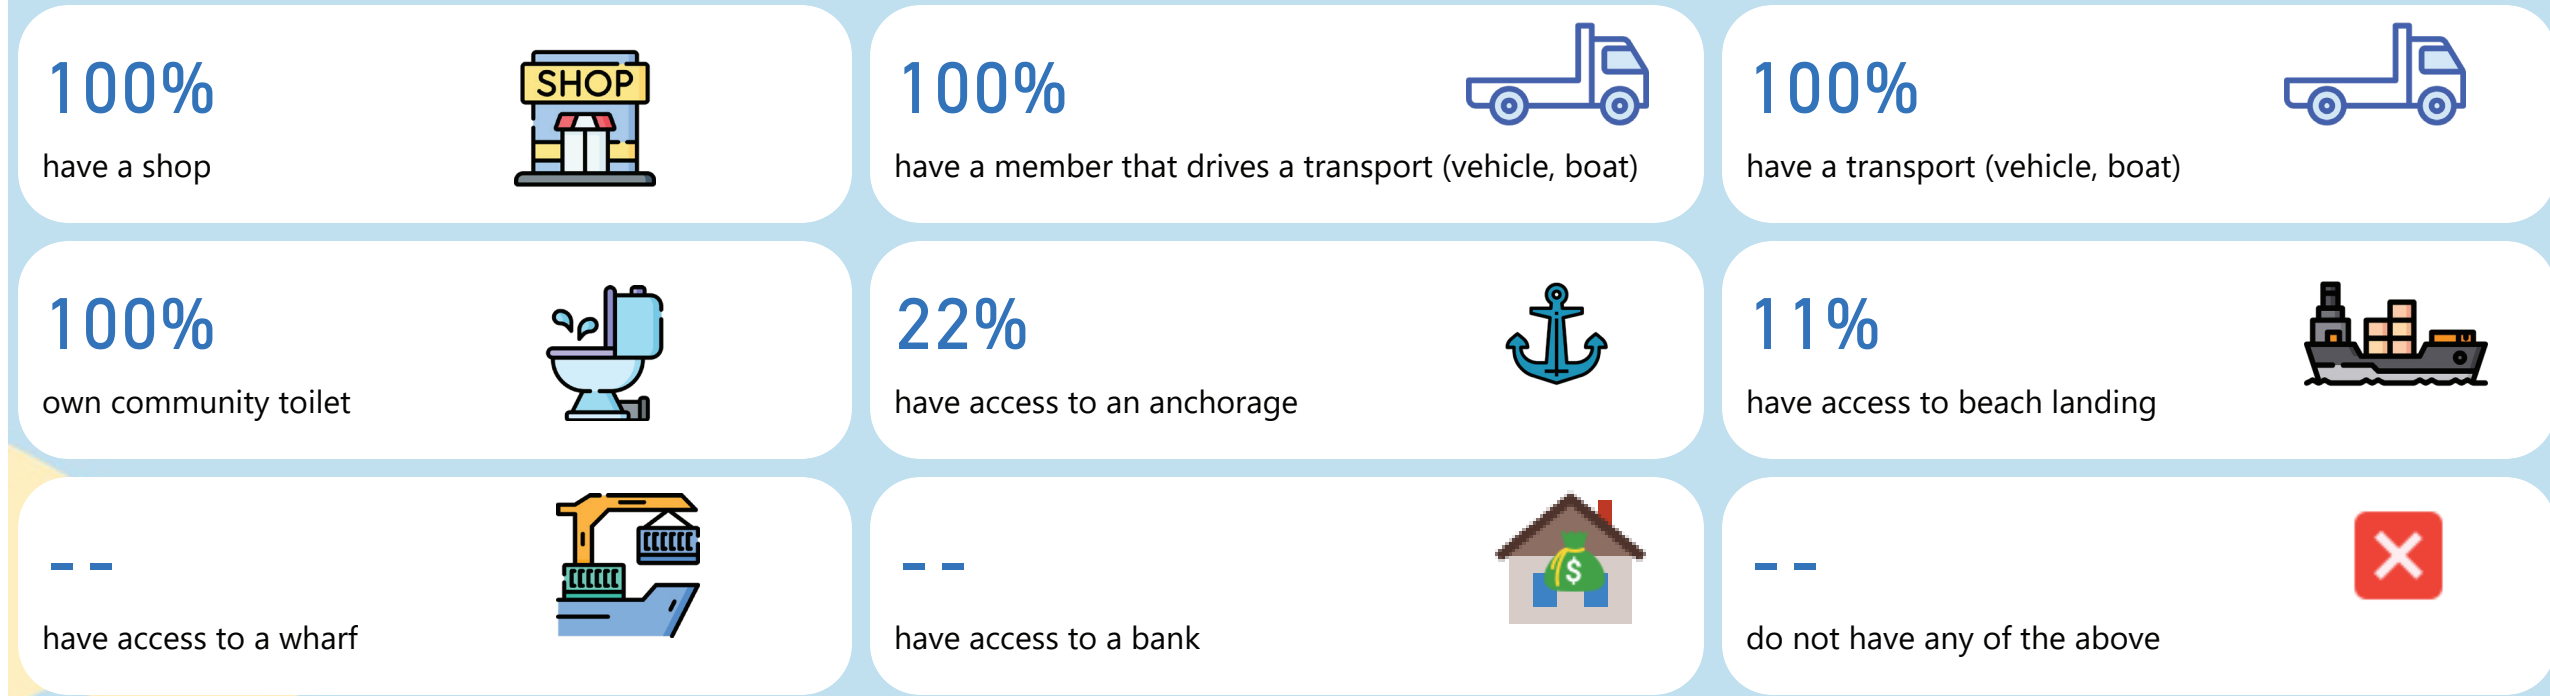 100%
have a shop
SHOP
100%
have a member that drives a transport (vehicle, boat)
100%
have a transport (vehicle, boat)
100%
own community toilet
22%
have access to an anchorage
11%
have access to beach landing
--
have access to a wharf
--
have access to a bank
$
--
do not have any of the above